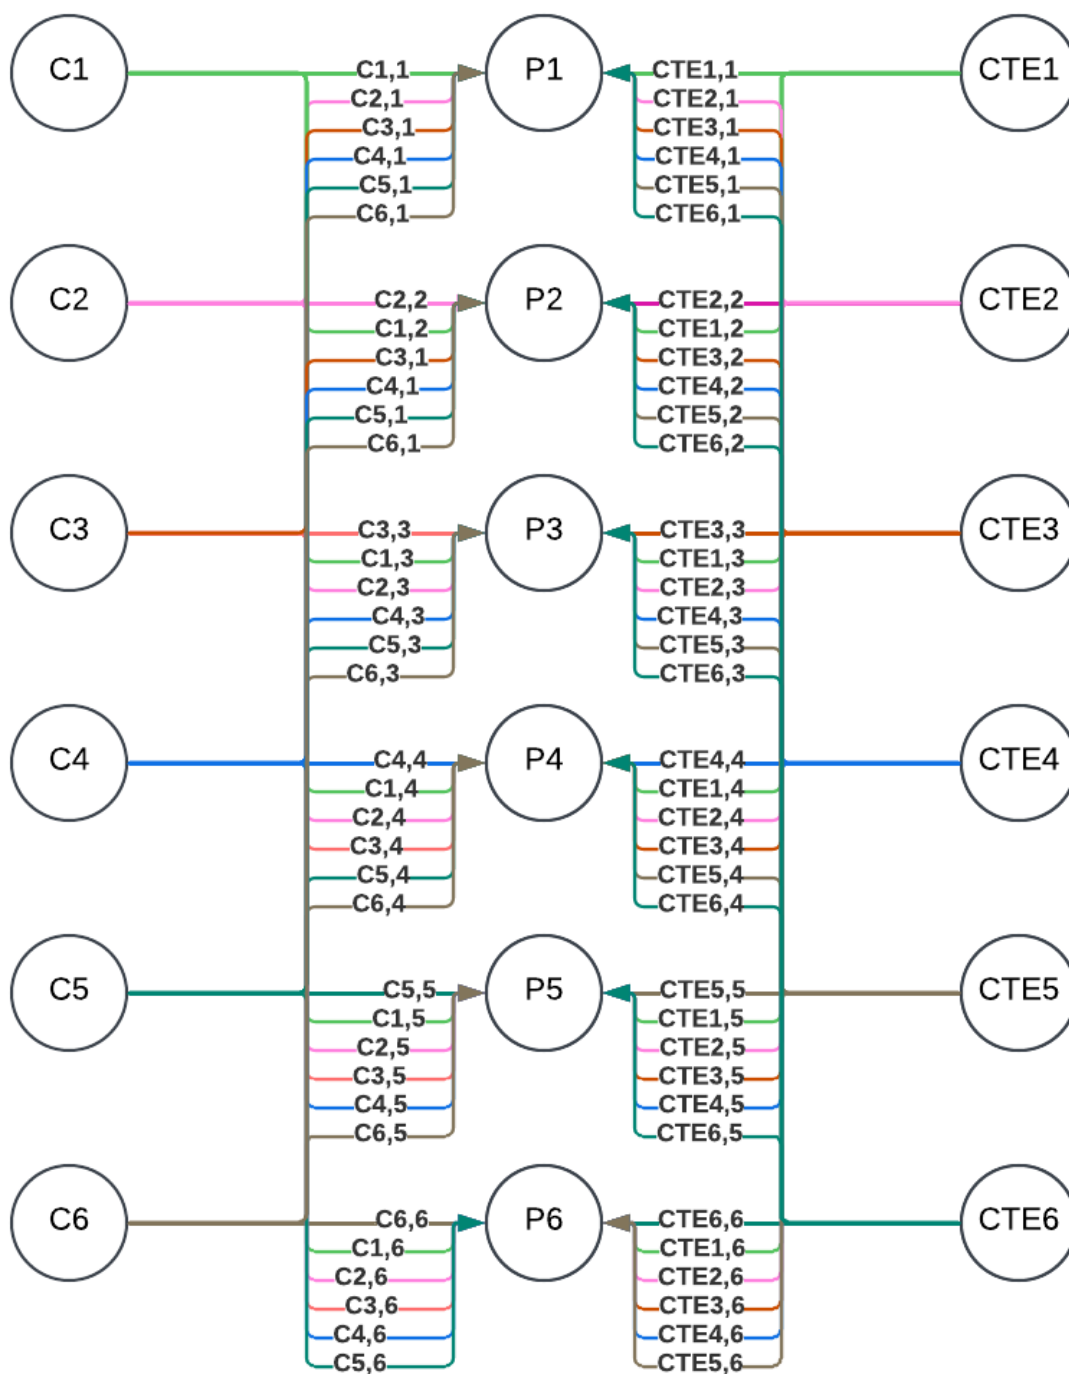 C1 C1,1 P1 CTE1,1 CTE1
C2,1 CTE2,1
C3,1 CTE3,1
C4,1 CTE4,1
C5,1 CTE5,1
C6,1 CTE6,1
C2 C2,2 P2 CTE2,2 CTE2
C1,2 CTE1,2
C3,1 CTE3,2
C4,1 CTE4,2
C5,1 CTE5,2
C6,1 CTE6,2
C3 C3,3 P3 CTE3,3 CTE3
C1,3 CTE1,3
C2,3 CTE2,3
C4,3 CTE4,3
C5,3 CTE5,3
C6,3 CTE6,3
C4 C4,4 P4 CTE4,4 CTE4
C1,4 CTE1,4
C2,4 CTE2,4
C3,4 CTE3,4
C5,4 CTE5,4
C6,4 CTE6,4
C5 C5,5 P5 CTE5,5 CTE5
C1,5 CTE1,5
C2,5 CTE2,5
C3,5 CTE3,5
C4,5 CTE4,5
C6,5 CTE6,5
C6 C6,6 P6 CTE6,6 CTE6
C1,6 CTE1,6
C2,6 CTE2,6
C3,6 CTE3,6
C4,6 CTE4,6
C5,6 CTE5,6